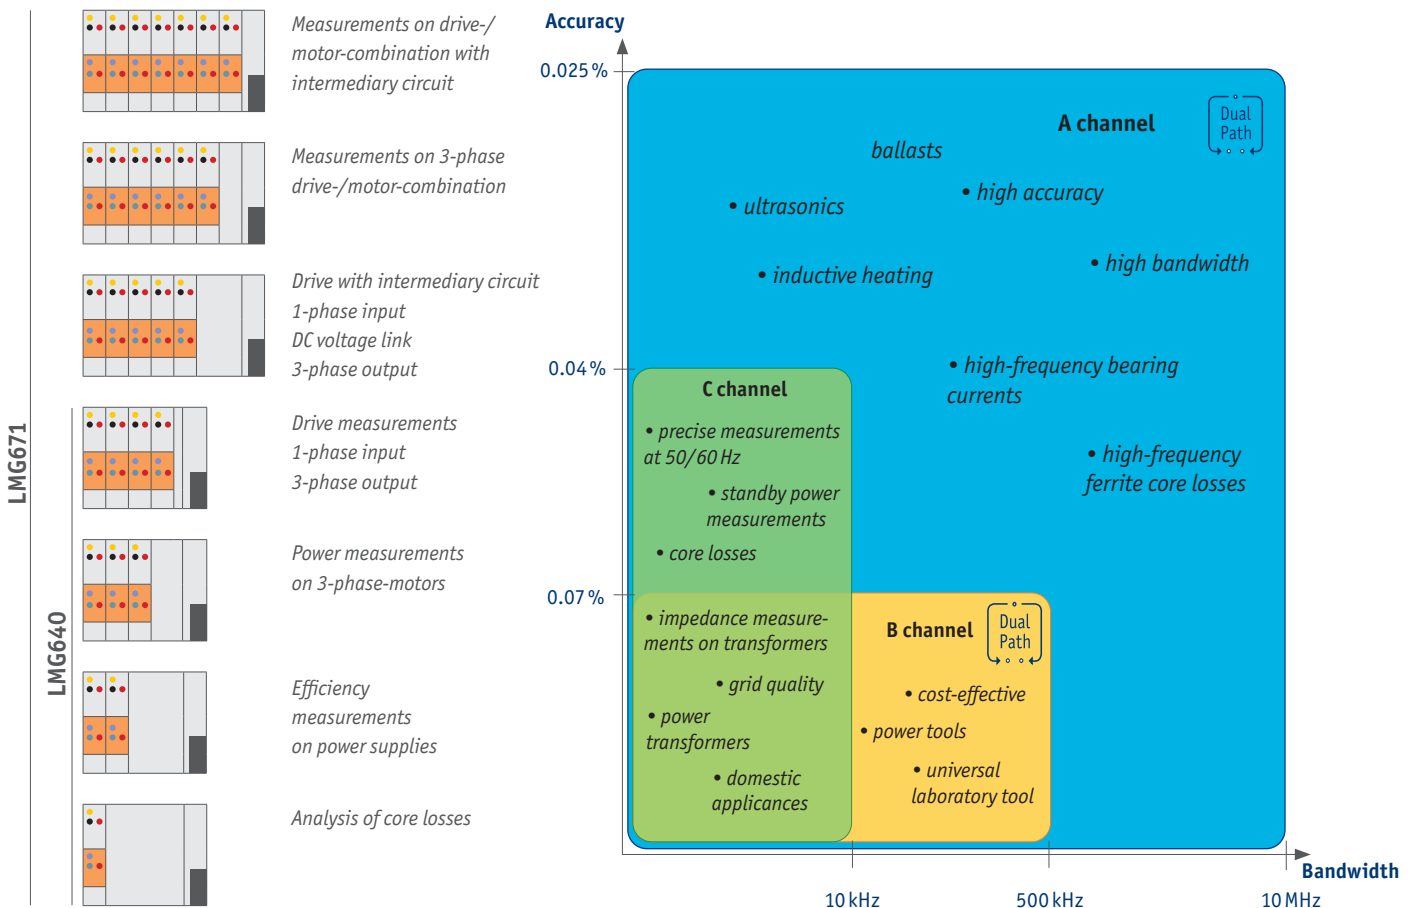 LMG671
LMG640
Measurements on drive-/
motor-combination with
intermediary circuit
Measurements on 3-phase
drive-/motor-combination
Drive with intermediary circuit
1-phase input
DC voltage link
3-phase output
Drive measurements
1-phase input
3-phase output
Power measurements
on 3-phase-motors
Efficiency
measurements
on power supplies
Analysis of core losses
Accuracy
0.025 %
0.04 %
0.07 %
A channel
Dual
Path
ballasts
• high accuracy
• ultrasonics
• high bandwidth
• inductive heating
• high-frequency bearing
currents
• high-frequency
ferrite core losses
C channel
• precise measurements
at 50/60 Hz
• standby power
measurements
• core losses
• impedance measure-
ments on transformers
• grid quality
• power
transformers
• domestic
applicances
B channel
Dual
Path
• cost-effective
• power tools
• universal
laboratory tool
Bandwidth
10 kHz
500 kHz
10 MHz